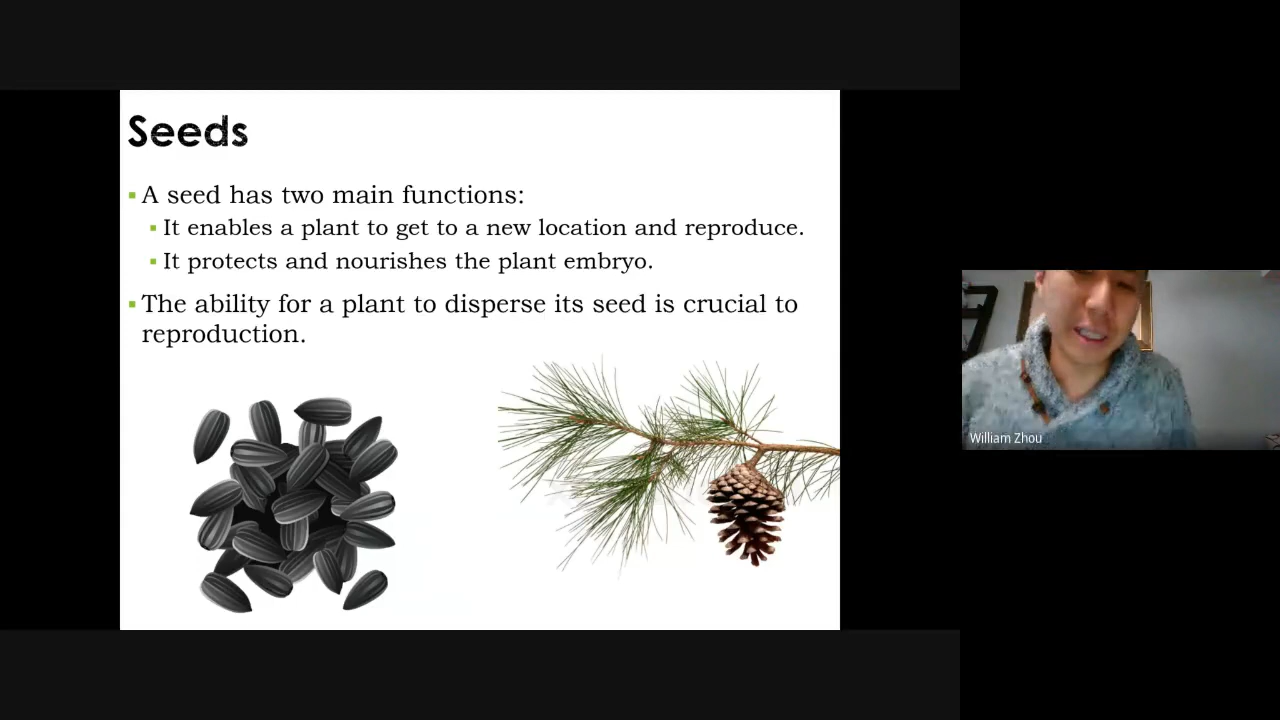 Seeds
▪ A seed has two main functions:
▪ It enables a plant to get to a new location and reproduce.
▪ It protects and nourishes the plant embryo.
▪ The ability for a plant to disperse its seed is crucial to
reproduction.
William Zhou